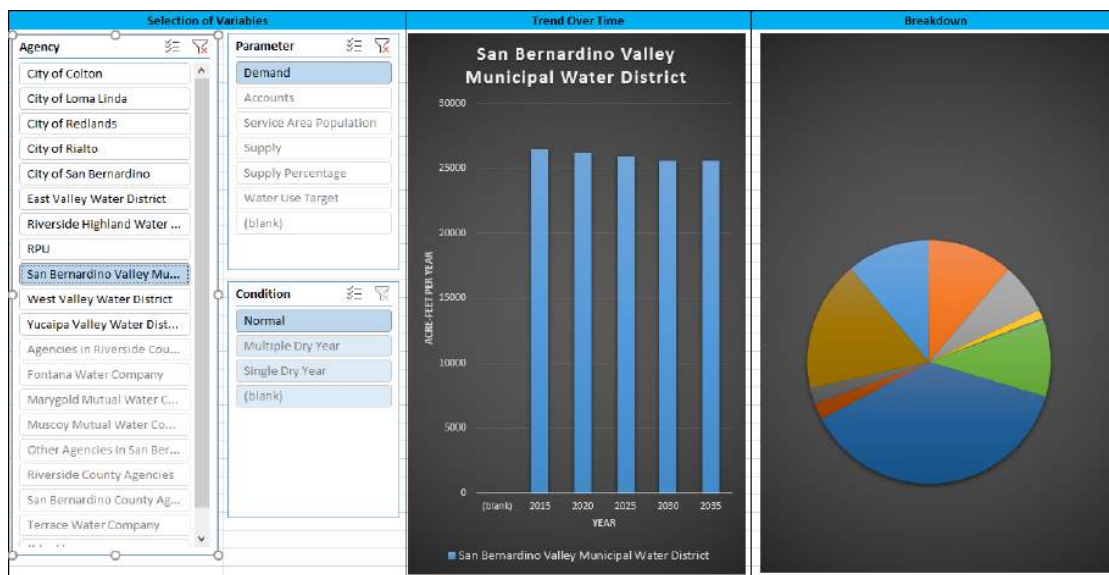 Selection of Variables
Trend Over Time
Breakdown
Agency
City of Colton
City of Loma Linda
City of Redlands
City of Rialto
City of San Bernardino
East Valley Water District
Riverside Highland Water ...
RPU
San Bernardino Valley Mu...
West Valley Water District
Yucaipa Valley Water Dist...
Agencies in Riverside Cou...
Fontana Water Company
Marygold Mutual Water C...
Muscoy Mutual Water Co...
Other Agencies in San Ber...
Riverside County Agencies
San Bernardino County Ag...
Terrace Water Company
Parameter
Demand
Accounts
Service Area Population
Supply
Supply Percentage
Water Use Target
(blank)
Condition
Normal
Multiple Dry Year
Single Dry Year
(blank)
San Bernardino Valley
Municipal Water District
30000
25000
20000
15000
10000
5000
0
ACRE-FEET PER YEAR
(blank) 2015 2020 2025 2030 2035
YEAR
San Bernardino Valley Municipal Water District